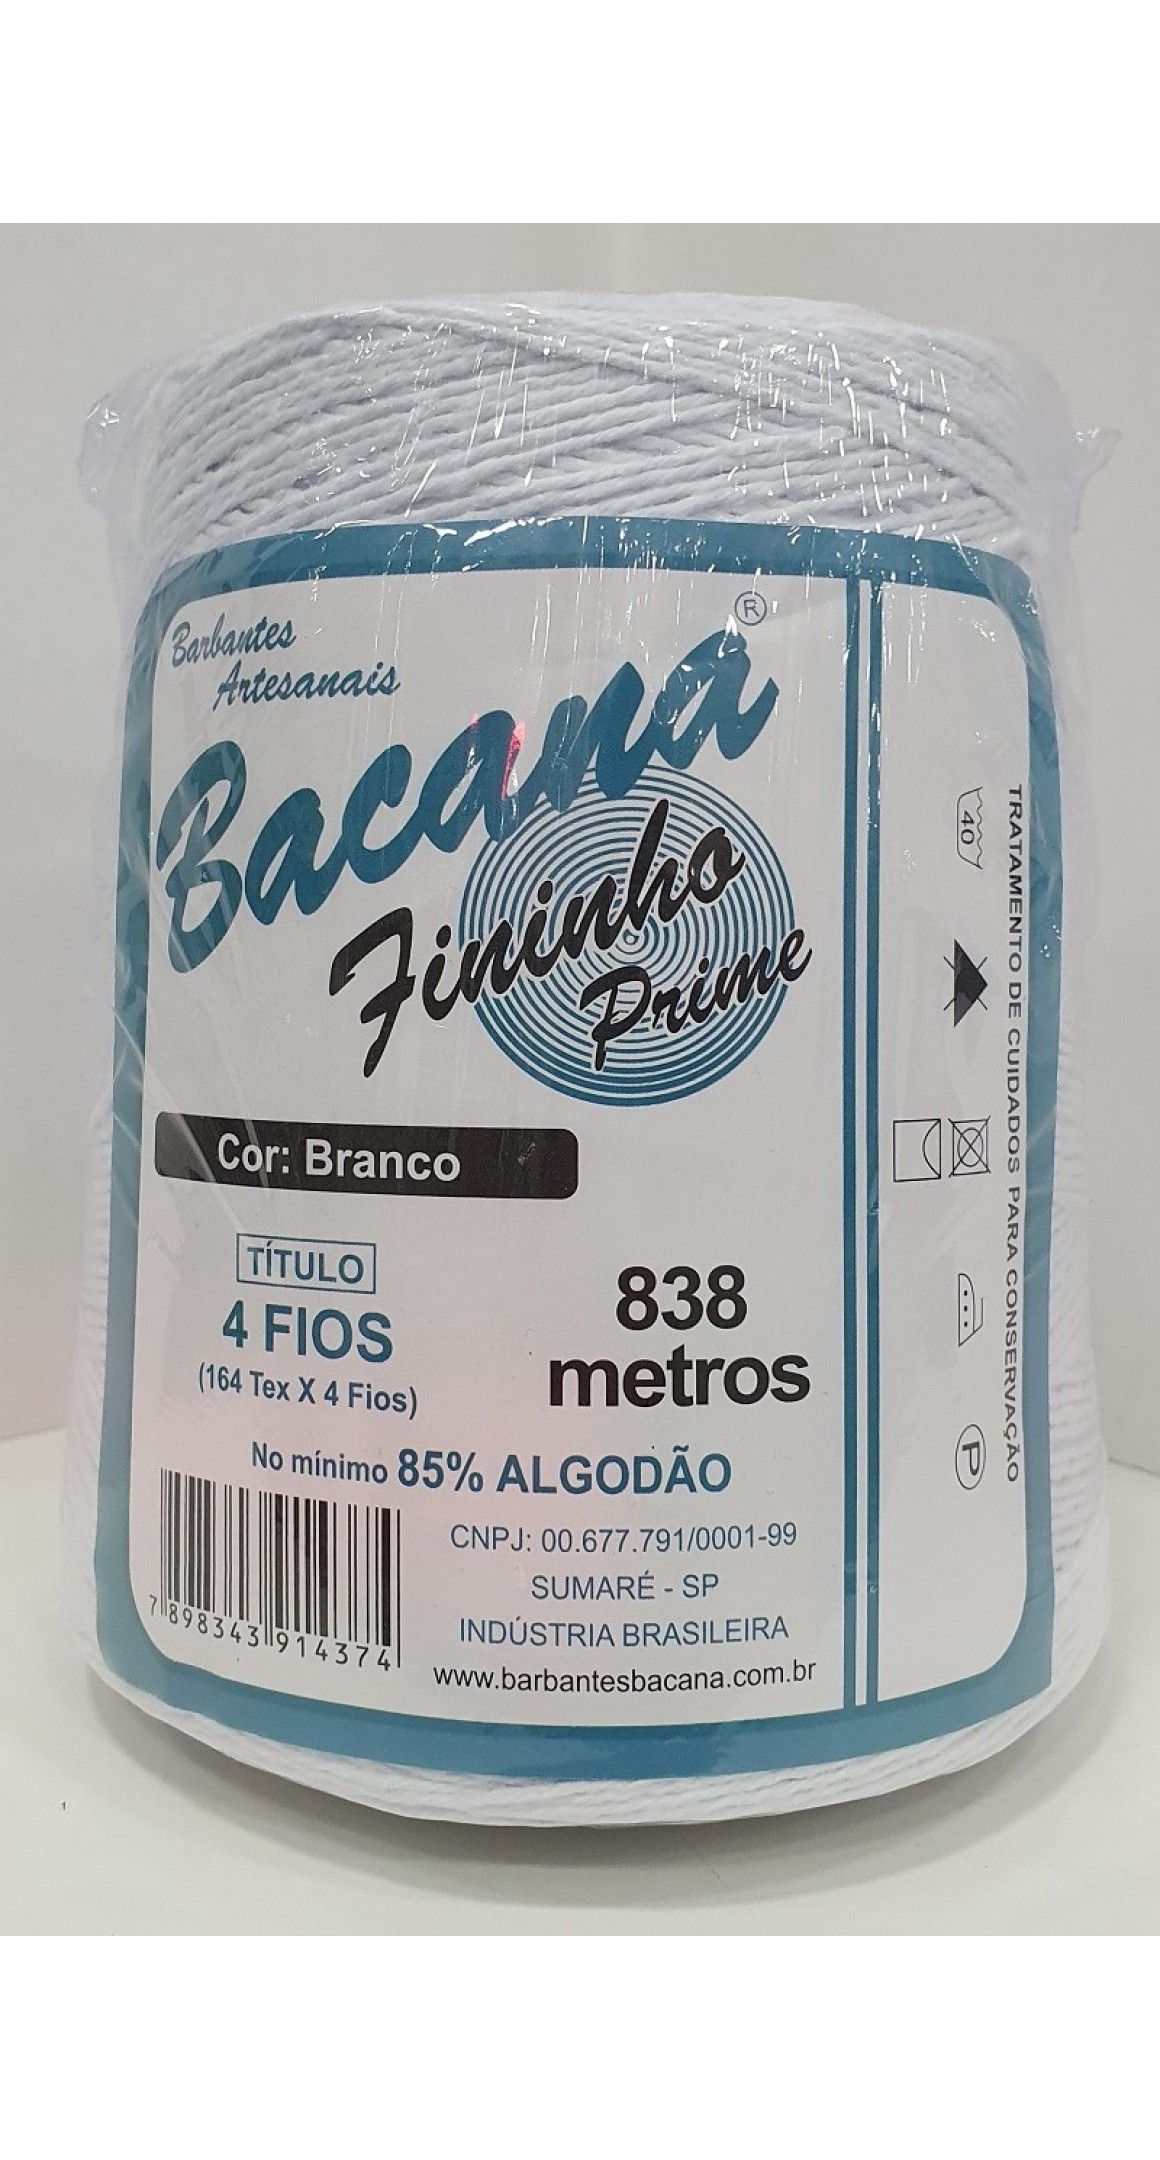 Barbantes
Artesanais
Bacana®
Fininho
Prime
Cor: Branco
TÍTULO
4 FIOS
(164 Tex X 4 Fios)
838
metros
No mínimo 85% ALGODÃO
CNPJ: 00.677.791/0001-99
SUMARÉ - SP
INDÚSTRIA BRASILEIRA
www.barbantesbacana.com.br
7 898343 914374
TRATAMENTO DE CUIDADOS PARA CONSERVAÇÃO
40
P
1